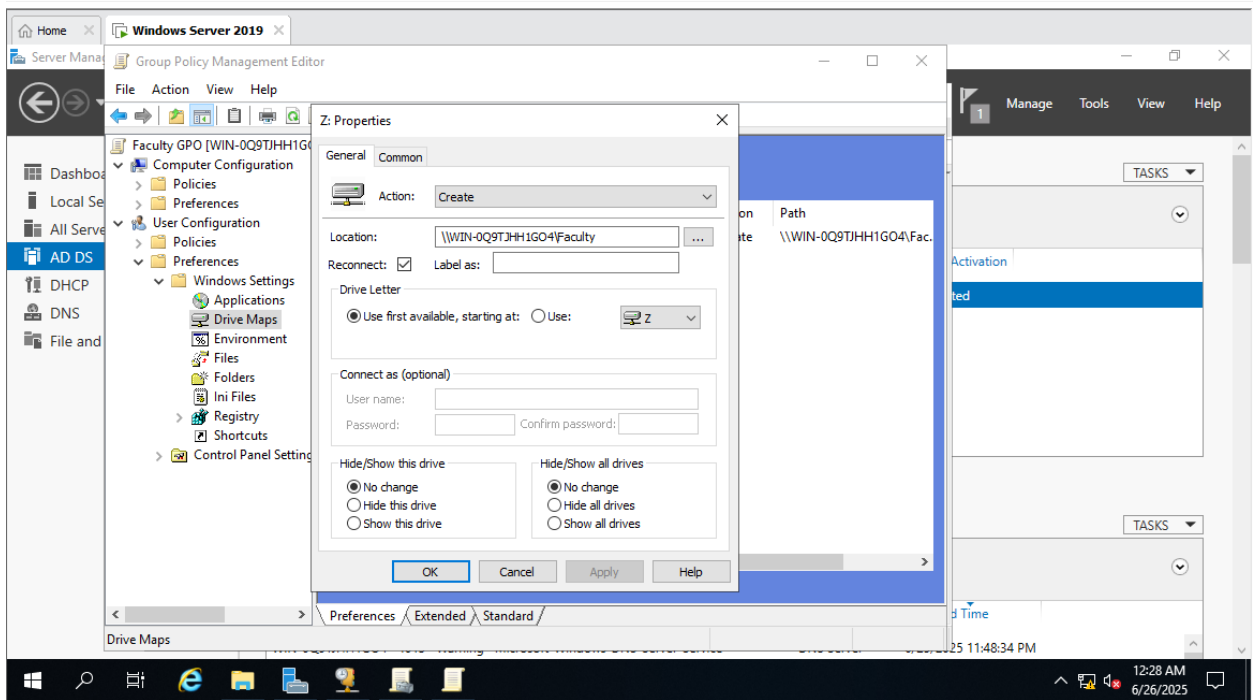 Home
Windows Server 2019
Server Mana
Group Policy Management Editor
File Action View Help
Manage Tools View Help
1
Z: Properties
Faculty GPO [WIN-0Q9TJHH1G
Computer Configuration
Policies
Preferences
User Configuration
Policies
Preferences
Windows Settings
Applications
Drive Maps
Environment
Files
Folders
Ini Files
Registry
Shortcuts
Control Panel Setting
Dashboa
Local Se
All Serve
AD DS
DHCP
DNS
File and
General Common
Action: Create
Location: \\WIN-0Q9TJHH1GO4\Faculty ...
Reconnect: Label as:
Drive Letter
Use first available, starting at: Use: Z
Connect as (optional)
User name:
Password: Confirm password:
Hide/Show this drive
No change
Hide this drive
Show this drive
Hide/Show all drives
No change
Hide all drives
Show all drives
OK Cancel Apply Help
on Path
te \\WIN-0Q9TJHH1GO4\Fac...
TASKS
Activation
ted
TASKS
d Time
Preferences Extended Standard
Drive Maps
25 11:48:34 PM
12:28 AM
6/26/2025